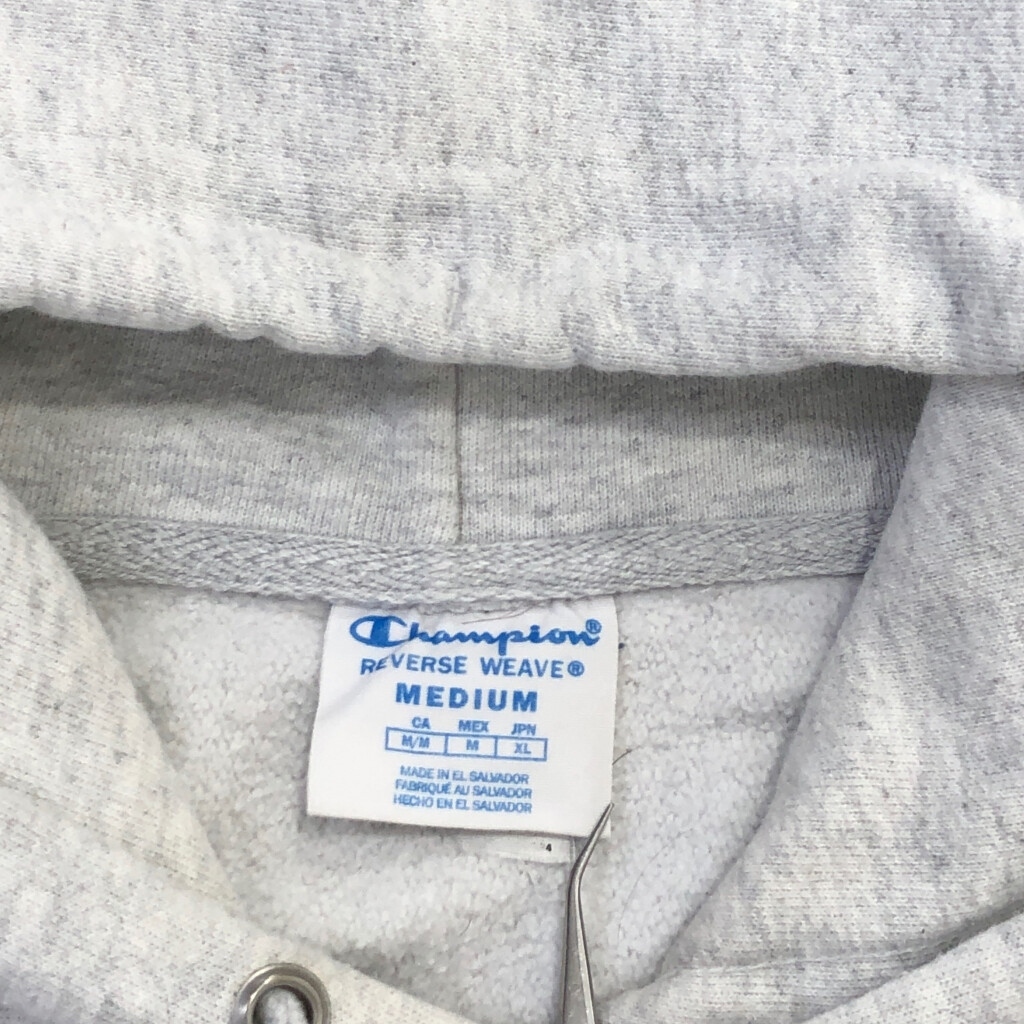 Champion®
REVERSE WEAVE®
MEDIUM
CA MEX JPN
M/M M XL
MADE IN EL SALVADOR
FABRIQUÉ AU SALVADOR
HECHO EN EL SALVADOR
4